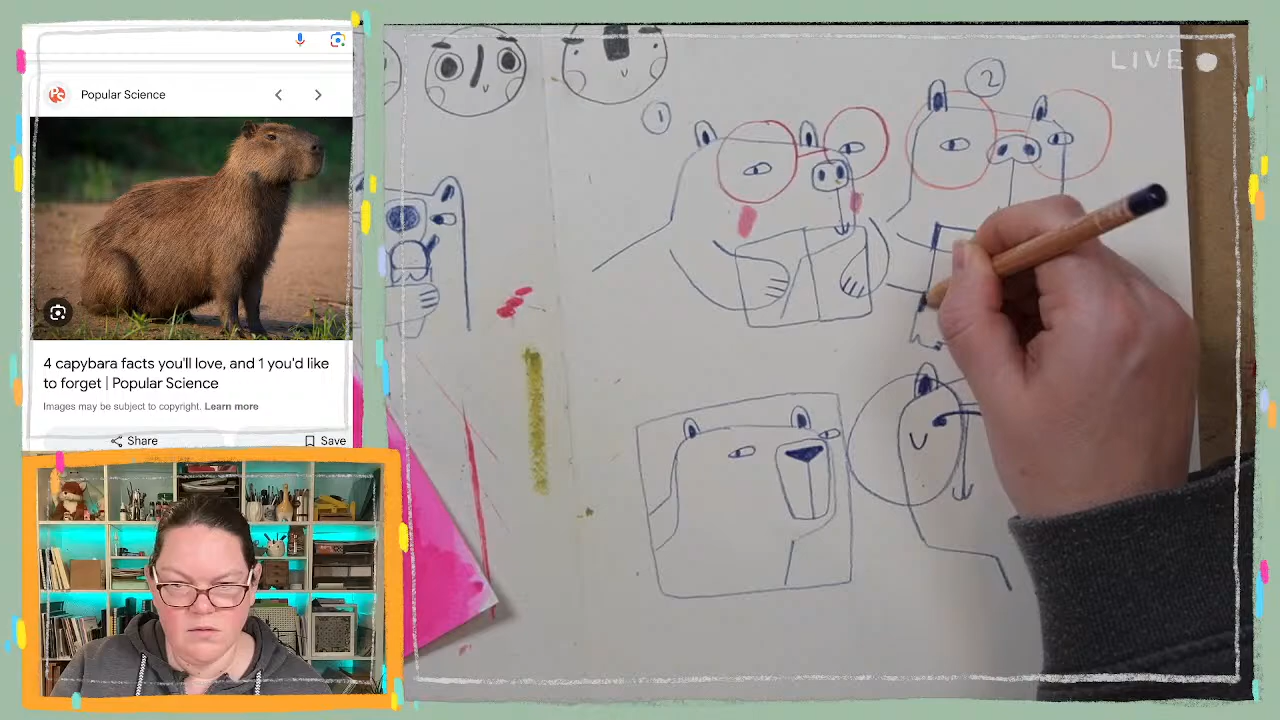 Popular Science
4 capybara facts you'll love, and 1 you'd like
to forget | Popular Science
Images may be subject to copyright. Learn more
Share
Save
LIVE
1
2